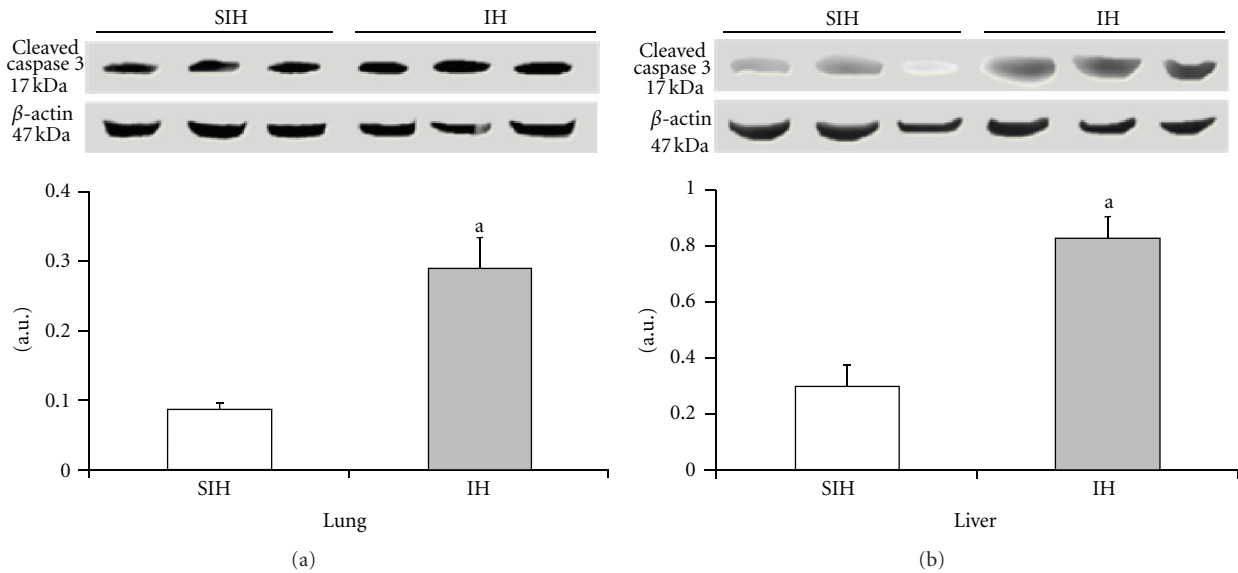 SIH IH
Cleaved
caspase 3
17 kDa
β-actin
47 kDa
0.4
0.3
0.2
0.1
0
(a.u.)
a
SIH IH
Lung
(a)
SIH IH
Cleaved
caspase 3
17 kDa
β-actin
47 kDa
1
0.8
0.6
0.4
0.2
0
(a.u.)
a
SIH IH
Liver
(b)